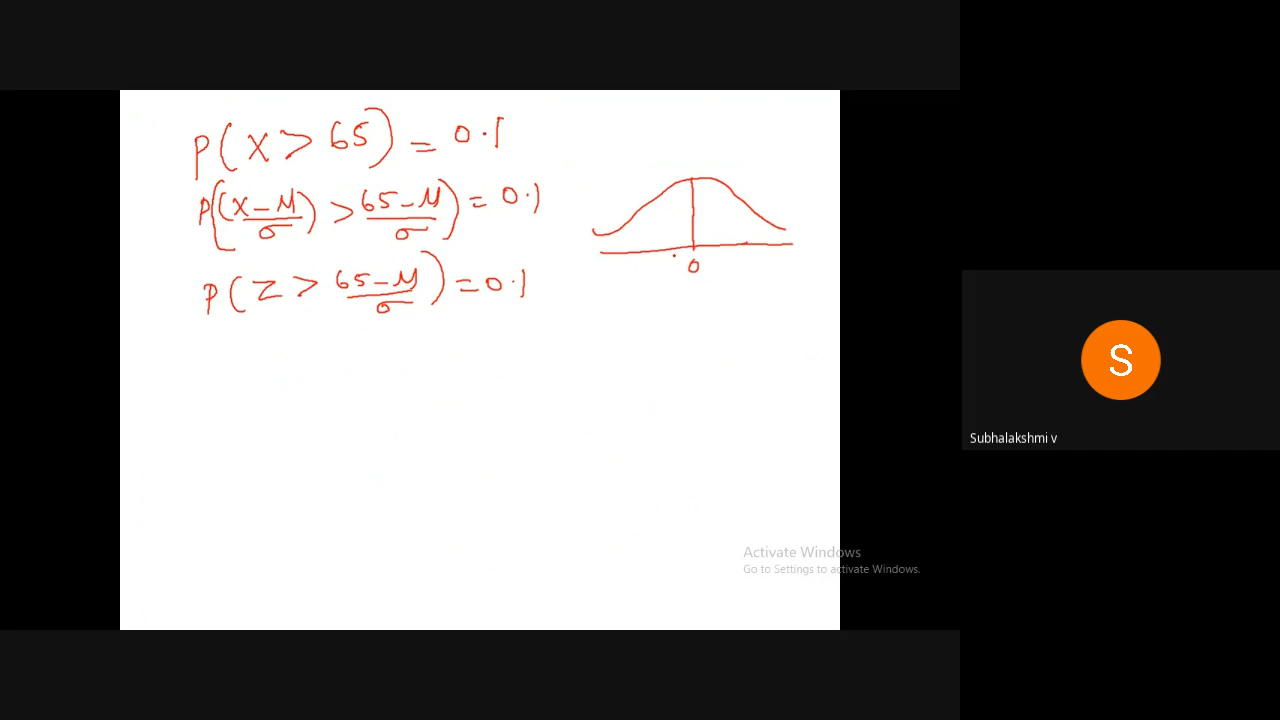 P(X > 65) = 0.1
P((X-M)/σ > (65-M)/σ) = 0.1
P(Z > (65-M)/σ) = 0.1
0
S
Subhalakshmi v
Activate Windows
Go to Settings to activate Windows.